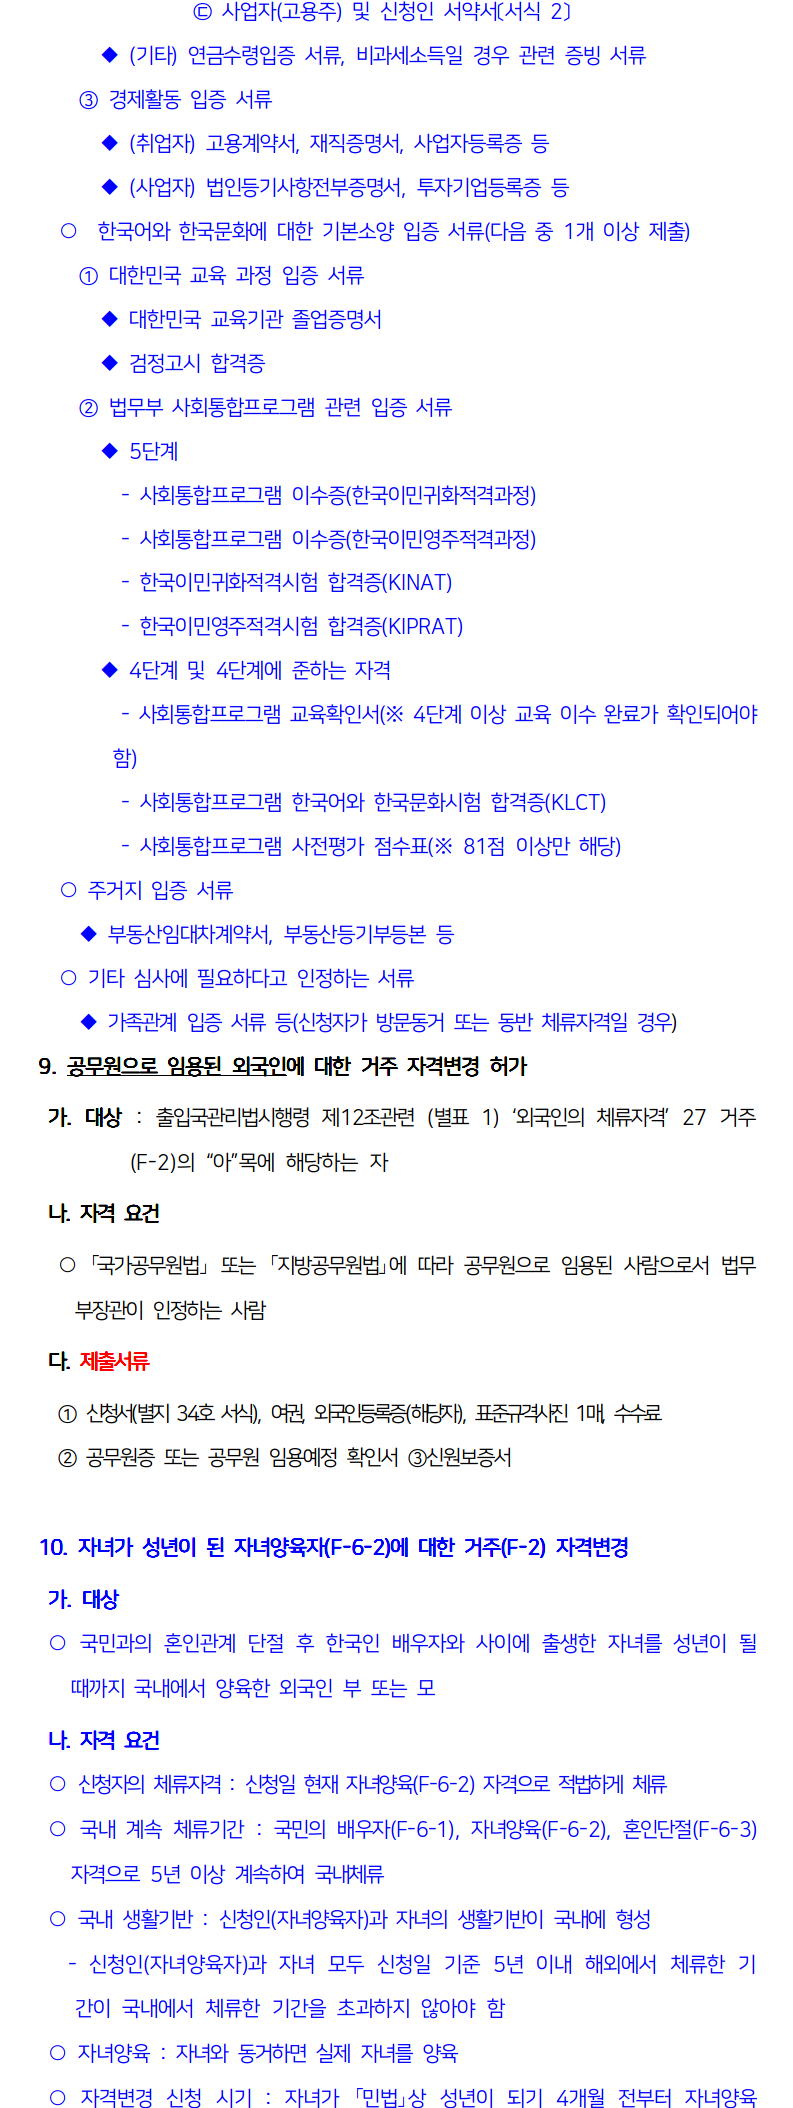 ㉢ 사업자(고용주) 및 신청인 서약서〔서식 2〕
◆ (기타) 연금수령입증 서류, 비과세소득일 경우 관련 증빙 서류
③ 경제활동 입증 서류
◆ (취업자) 고용계약서, 재직증명서, 사업자등록증 등
◆ (사업자) 법인등기사항전부증명서, 투자기업등록증 등
○ 한국어와 한국문화에 대한 기본소양 입증 서류(다음 중 1개 이상 제출)
① 대한민국 교육 과정 입증 서류
◆ 대한민국 교육기관 졸업증명서
◆ 검정고시 합격증
② 법무부 사회통합프로그램 관련 입증 서류
◆ 5단계
- 사회통합프로그램 이수증(한국이민귀화적격과정)
- 사회통합프로그램 이수증(한국이민영주적격과정)
- 한국이민귀화적격시험 합격증(KINAT)
- 한국이민영주적격시험 합격증(KIPRAT)
◆ 4단계 및 4단계에 준하는 자격
- 사회통합프로그램 교육확인서(※ 4단계 이상 교육 이수 완료가 확인되어야
함)
- 사회통합프로그램 한국어와 한국문화시험 합격증(KLCT)
- 사회통합프로그램 사전평가 점수표(※ 81점 이상만 해당)
○ 주거지 입증 서류
◆ 부동산임대차계약서, 부동산등기부등본 등
○ 기타 심사에 필요하다고 인정하는 서류
◆ 가족관계 입증 서류 등(신청자가 방문동거 또는 동반 체류자격일 경우)
9. 공무원으로 임용된 외국인에 대한 거주 자격변경 허가
가. 대상 : 출입국관리법시행령 제12조관련 (별표 1) ‘외국인의 체류자격’ 27 거주
(F-2)의 “아”목에 해당하는 자
나. 자격 요건
○ 「국가공무원법」 또는 「지방공무원법」에 따라 공무원으로 임용된 사람으로서 법무
부장관이 인정하는 사람
다. 제출서류
① 신청서(별지 34호 서식), 여권, 외국인등록증(해당자), 표준규격사진 1매, 수수료
② 공무원증 또는 공무원 임용예정 확인서 ③신원보증서
10. 자녀가 성년이 된 자녀양육자(F-6-2)에 대한 거주(F-2) 자격변경
가. 대상
○ 국민과의 혼인관계 단절 후 한국인 배우자와 사이에 출생한 자녀를 성년이 될
때까지 국내에서 양육한 외국인 부 또는 모
나. 자격 요건
○ 신청자의 체류자격 : 신청일 현재 자녀양육(F-6-2) 자격으로 적법하게 체류
○ 국내 계속 체류기간 : 국민의 배우자(F-6-1), 자녀양육(F-6-2), 혼인단절(F-6-3)
자격으로 5년 이상 계속하여 국내체류
○ 국내 생활기반 : 신청인(자녀양육자)과 자녀의 생활기반이 국내에 형성
- 신청인(자녀양육자)과 자녀 모두 신청일 기준 5년 이내 해외에서 체류한 기
간이 국내에서 체류한 기간을 초과하지 않아야 함
○ 자녀양육 : 자녀와 동거하면 실제 자녀를 양육
○ 자격변경 신청 시기 : 자녀가 「민법」상 성년이 되기 4개월 전부터 자녀양육